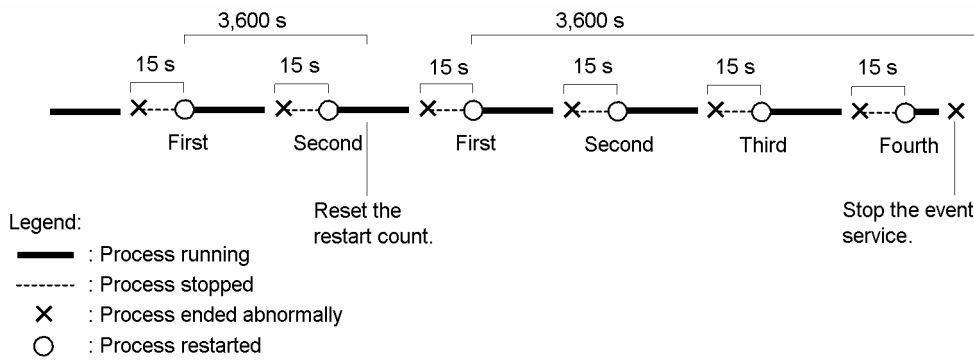 3,600 s
3,600 s
15 s
15 s
15 s
15 s
15 s
15 s
First
Second
First
Second
Third
Fourth
Reset the
restart count.
Stop the event
service.
Legend:
: Process running
: Process stopped
: Process ended abnormally
: Process restarted